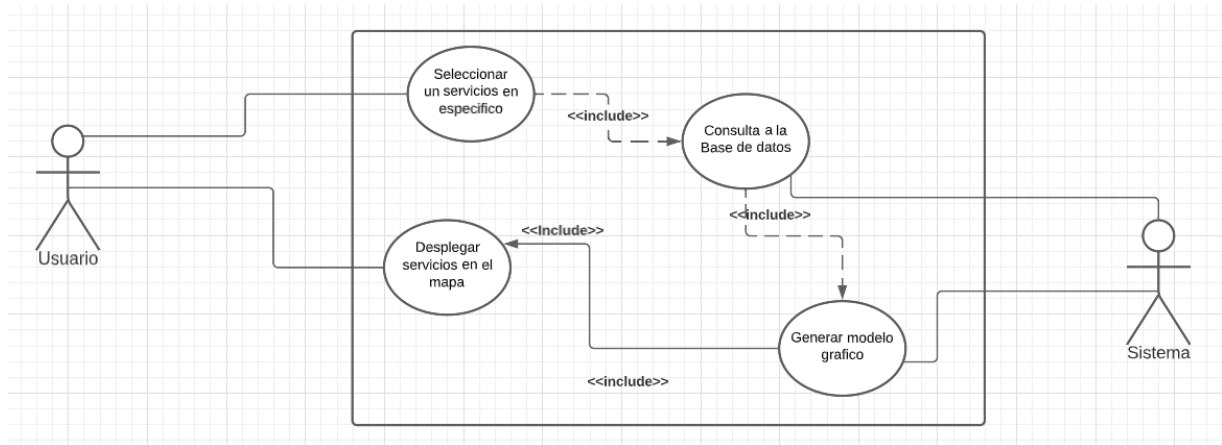 Seleccionar
un servicios en
especifico
<<include>>
Consulta a la
Base de datos
<<include>>
<<Include>>
Desplegar
servicios en el
mapa
Usuario
Generar modelo
grafico
Sistema
<<include>>